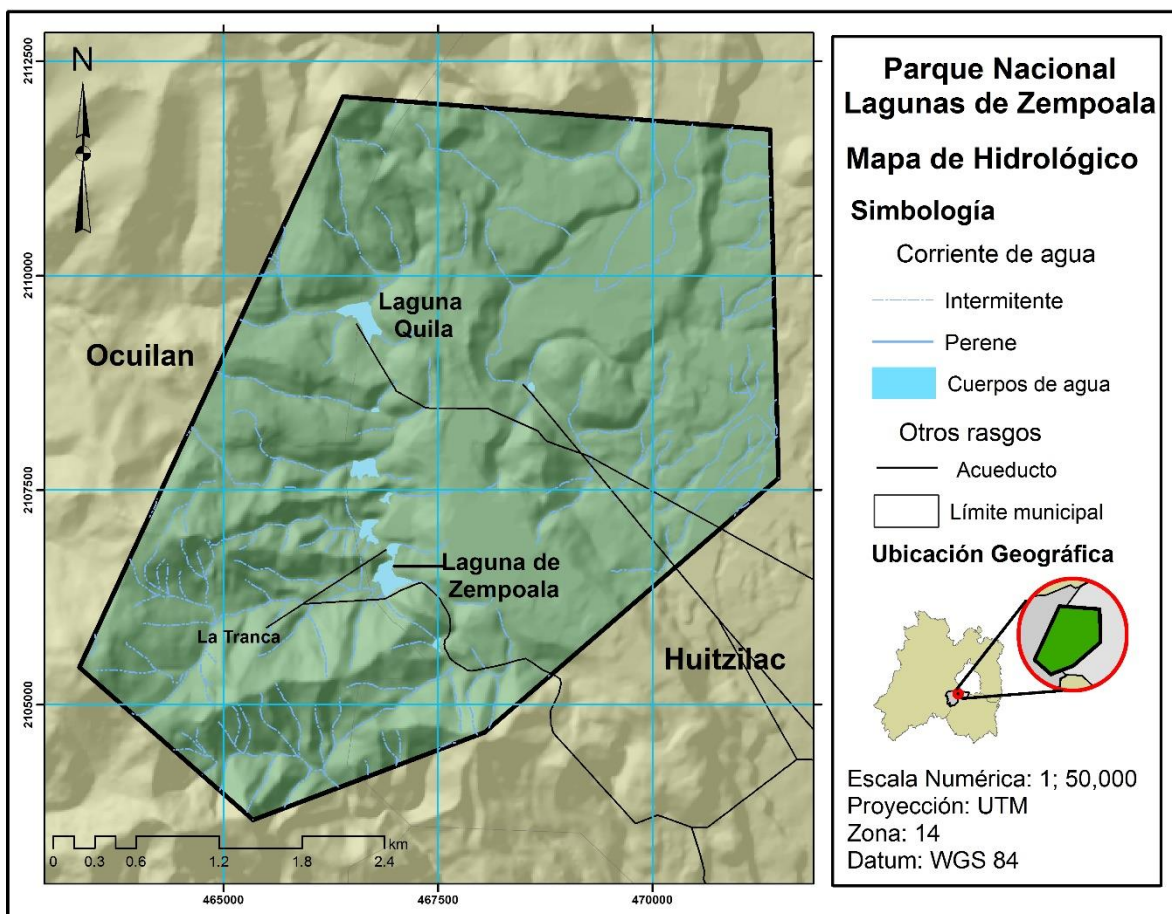 N
2112500
2110000
2107500
2105000
465000
467500
470000
Laguna
Quila
Ocuilan
Laguna de
Zempoala
La Tranca
Huitzilac
km
0 0.3 0.6 1.2 1.8 2.4
Parque Nacional
Lagunas de Zempoala
Mapa de Hidrológico
Simbología
Corriente de agua
Intermitente
Perene
Cuerpos de agua
Otros rasgos
Acueducto
Límite municipal
Ubicación Geográfica
Escala Numérica: 1; 50,000
Proyección: UTM
Zona: 14
Datum: WGS 84